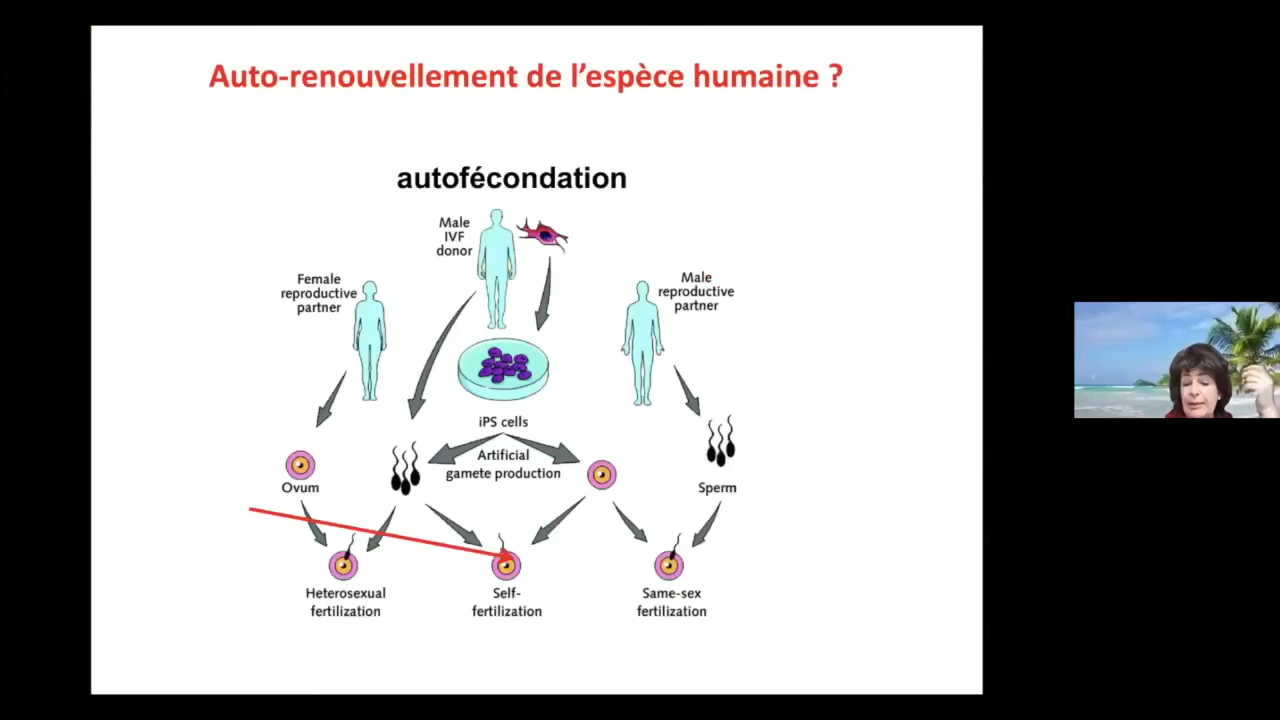 Auto-renouvellement de l’espèce humaine ?
autofécondation
Male
IVF
donor
Female
reproductive
partner
Male
reproductive
partner
iPS cells
Artificial
gamete production
Ovum
Sperm
Heterosexual
fertilization
Self-
fertilization
Same-sex
fertilization